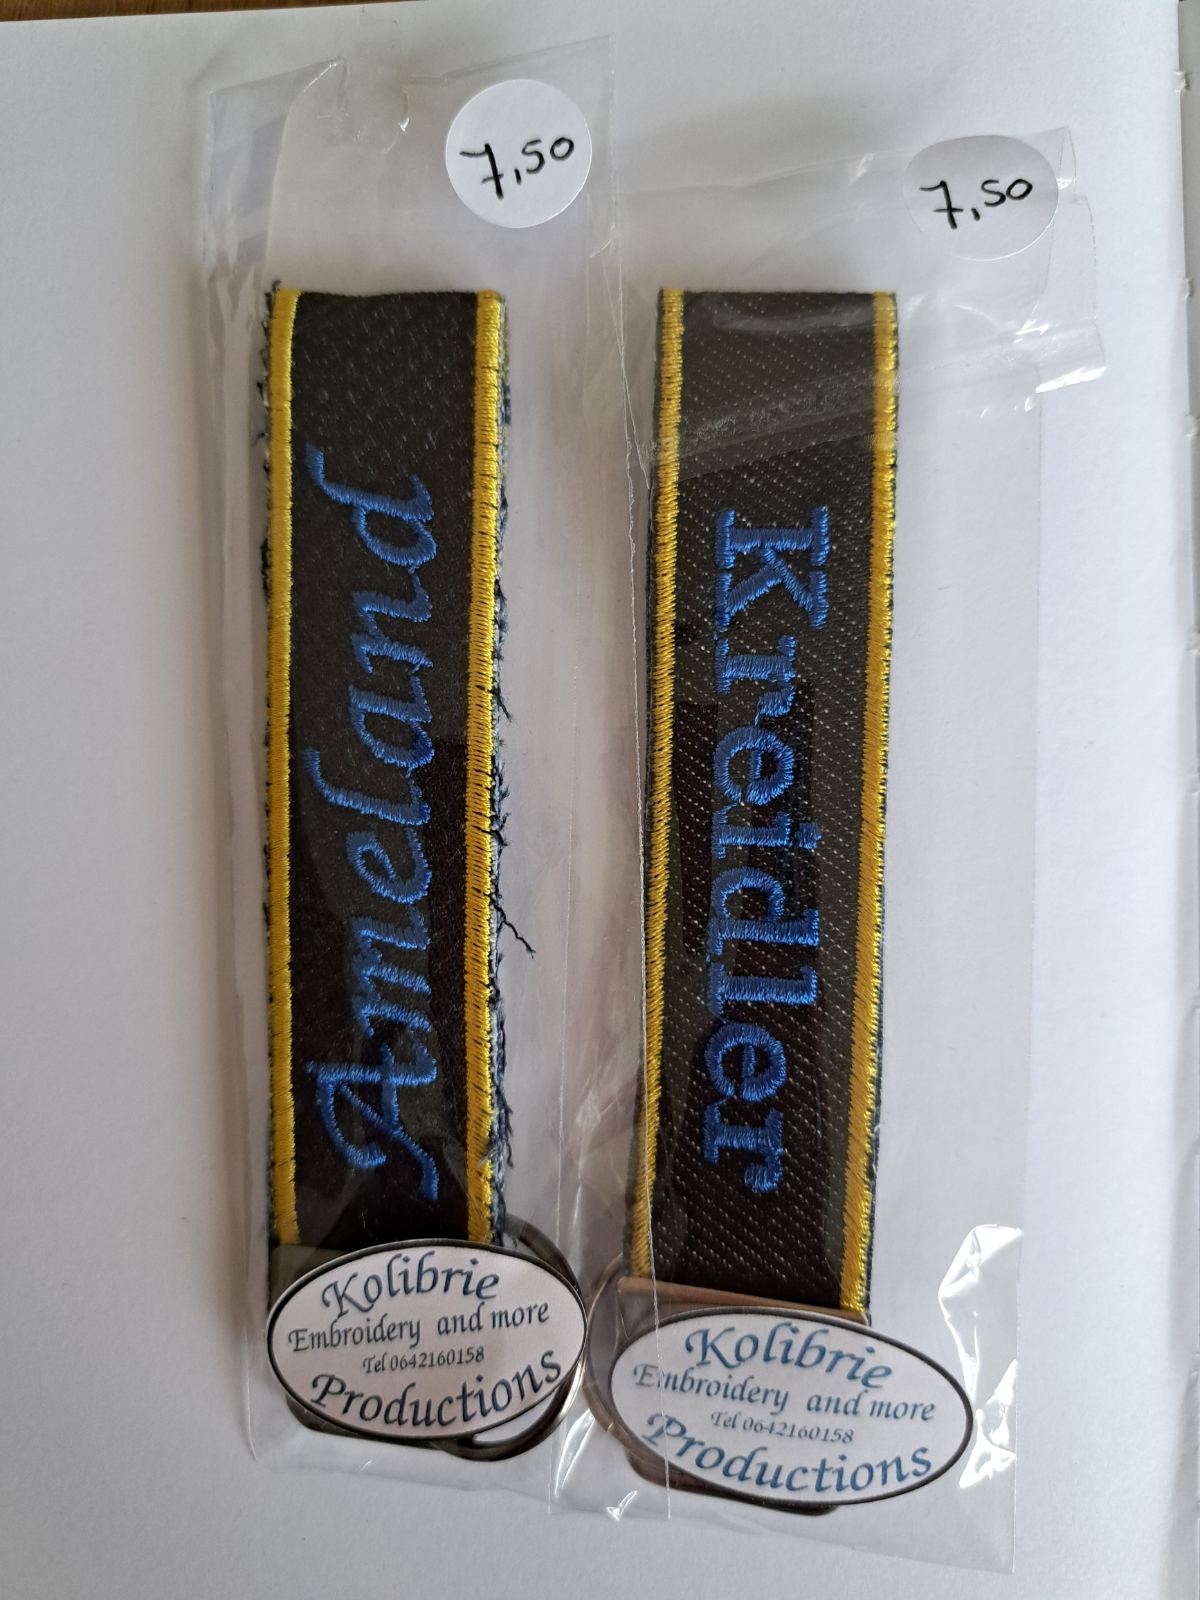 7,50
7,50
Ameland
Kreidler
Kolibrie
Embroidery and more
Tel 0642160158
Productions
Kolibrie
Embroidery and more
Tel 0642160158
Productions